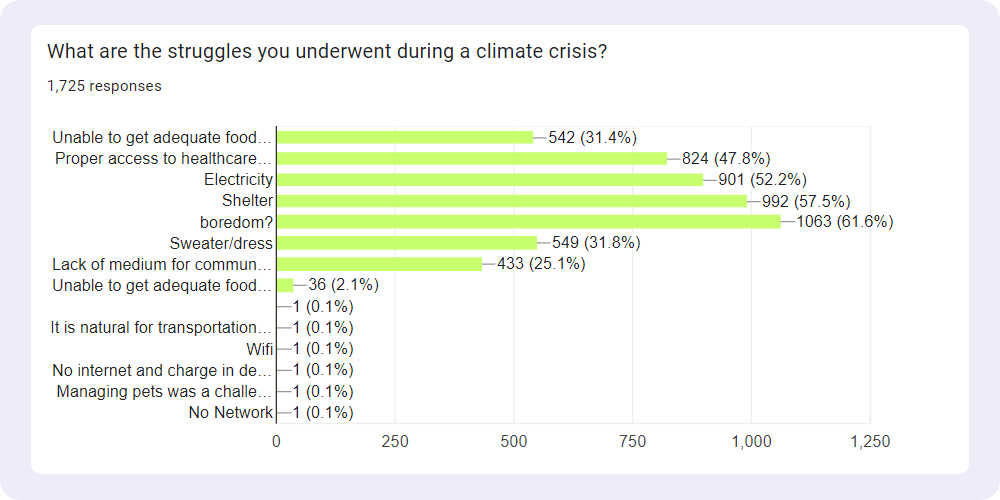 What are the struggles you underwent during a climate crisis?
1,725 responses
Unable to get adequate food... 542 (31.4%)
Proper access to healthcare... 824 (47.8%)
Electricity 901 (52.2%)
Shelter 992 (57.5%)
boredom? 1063 (61.6%)
Sweater/dress 549 (31.8%)
Lack of medium for commun... 433 (25.1%)
Unable to get adequate food... 36 (2.1%)
1 (0.1%)
It is natural for transportation... 1 (0.1%)
Wifi 1 (0.1%)
No internet and charge in de... 1 (0.1%)
Managing pets was a challe... 1 (0.1%)
No Network 1 (0.1%)
0 250 500 750 1,000 1,250